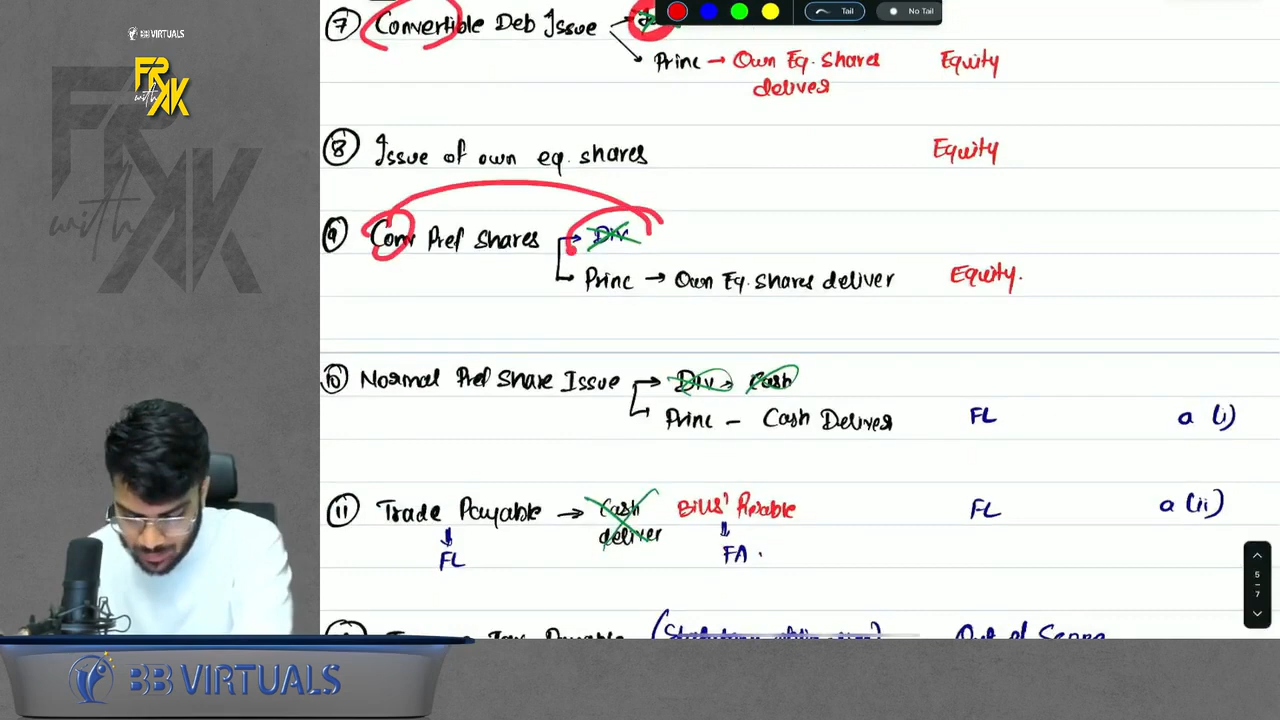 BB VIRTUALS
FR
with
AK
Tail
No Tail
7 Convertible Deb Issue
Princ → Own Eq. shares deliver Equity
8 Issue of own eq. shares Equity
9 Conv Pref Shares → Div
Princ → Own Eq. shares deliver Equity.
10 Normal Pref Share Issue → Div → Cash
Princ - Cash Deliver FL a (i)
11 Trade Payable → Cash deliver Bills' FL a (ii)
FL FA.
Payable Out of Scope
5
7
BB VIRTUALS